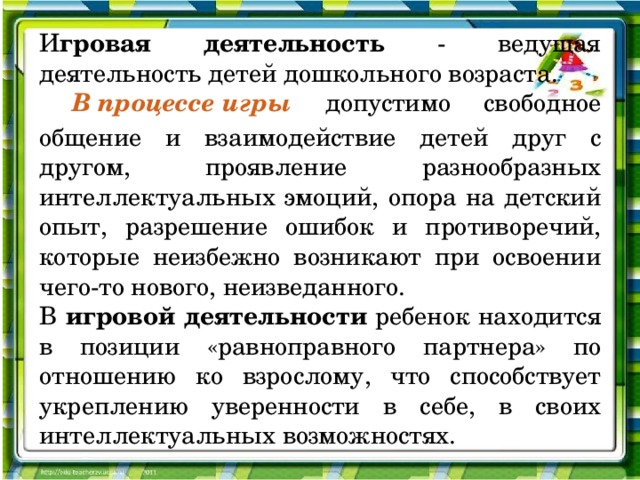 Игровая деятельность - ведущая
деятельность детей дошкольного возраста.
В процессе игры допустимо свободное
общение и взаимодействие детей друг с
другом, проявление разнообразных
интеллектуальных эмоций, опора на детский
опыт, разрешение ошибок и противоречий,
которые неизбежно возникают при освоении
чего-то нового, неизведанного.
В игровой деятельности ребенок находится
в позиции «равноправного партнера» по
отношению ко взрослому, что способствует
укреплению уверенности в себе, в своих
интеллектуальных возможностях.